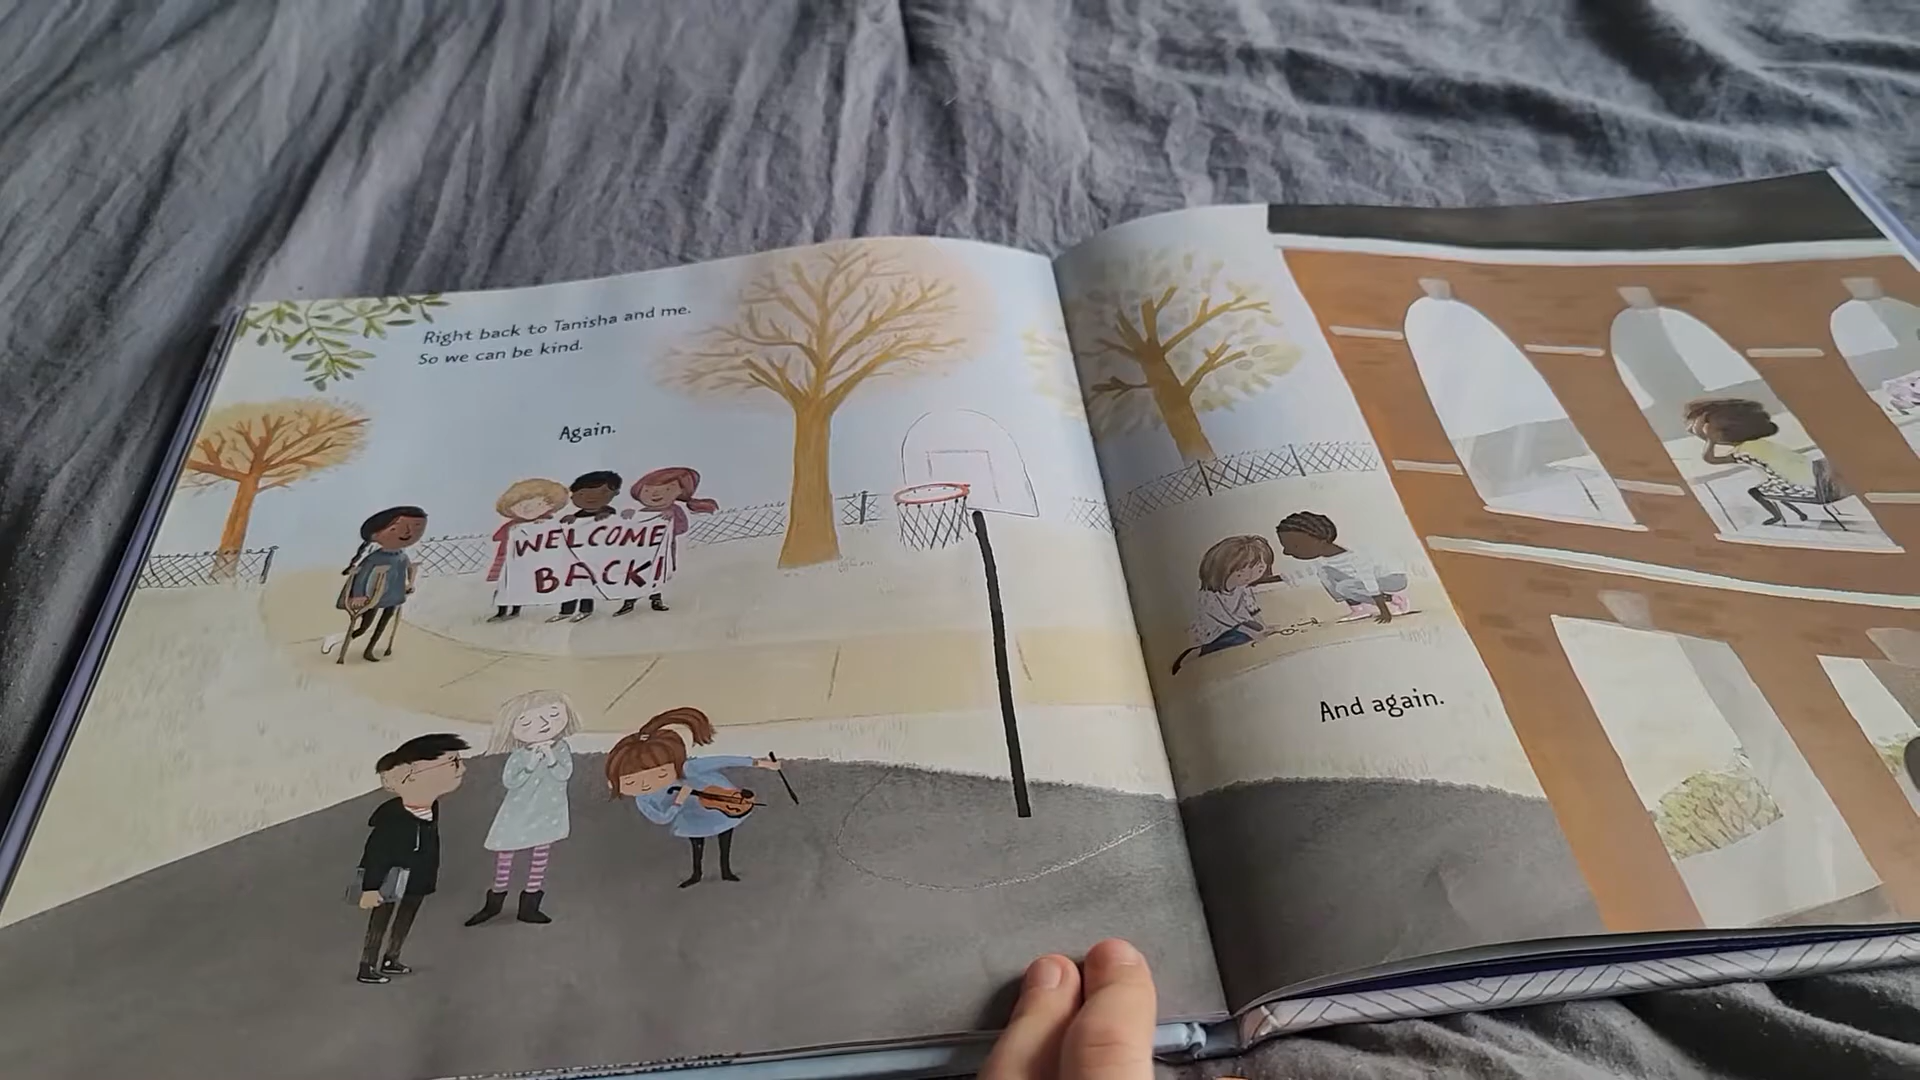 Right back to Tanisha and me.
So we can be kind.
Again.
WELCOME
BACK!
And again.